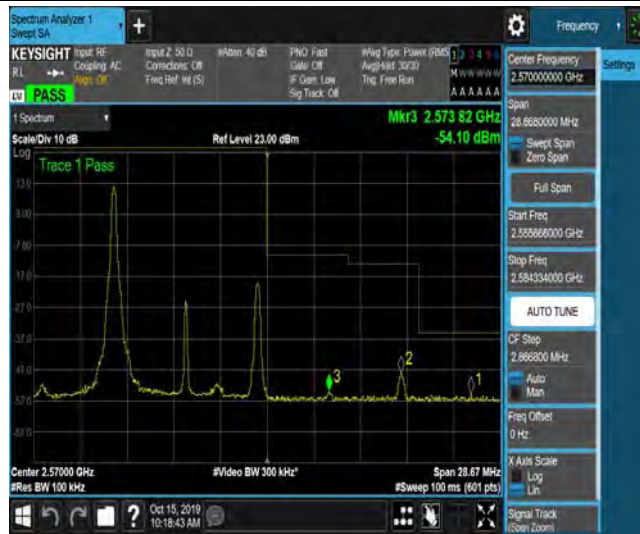 Spectrum Analyzer 1
Swept SA
+
Frequency
KEYSIGHT
Input: RF
Coupling: AC
Align: Off
Input Z: 50 Ω
Corrections: Off
Freq Ref: Int (S)
#Atten: 40 dB
PNO: Fast
Gate: Off
IF Gain: Low
Sig Track: Off
#Avg Type: Power (RMS
Avg|Hold: 30/30
Trig: Free Run
1 2 3 4 5 6
M W W W W W
A A A A A A
RL
LXI
PASS
Center Frequency
2.570000000 GHz
Settings
Span
28.6680000 MHz
Swept Span
Zero Span
Full Span
Start Freq
2.555666000 GHz
Stop Freq
2.584334000 GHz
AUTO TUNE
CF Step
2.866800 MHz
Auto
Man
Freq Offset
0 Hz
X Axis Scale
Log
Lin
Signal Track
(Span Zoom)
1 Spectrum
Scale/Div 10 dB
Ref Level 23.00 dBm
Mkr3 2.573 82 GHz
-54.10 dBm
Log
Trace 1 Pass
13.0
3.00
-7.00
-17.0
-27.0
-37.0
-47.0
-57.0
-67.0
3
2
1
Center 2.57000 GHz
#Video BW 300 kHz*
Span 28.67 MHz
#Res BW 100 kHz
#Sweep 100 ms (601 pts)
?
Oct 15, 2019
10:18:43 AM